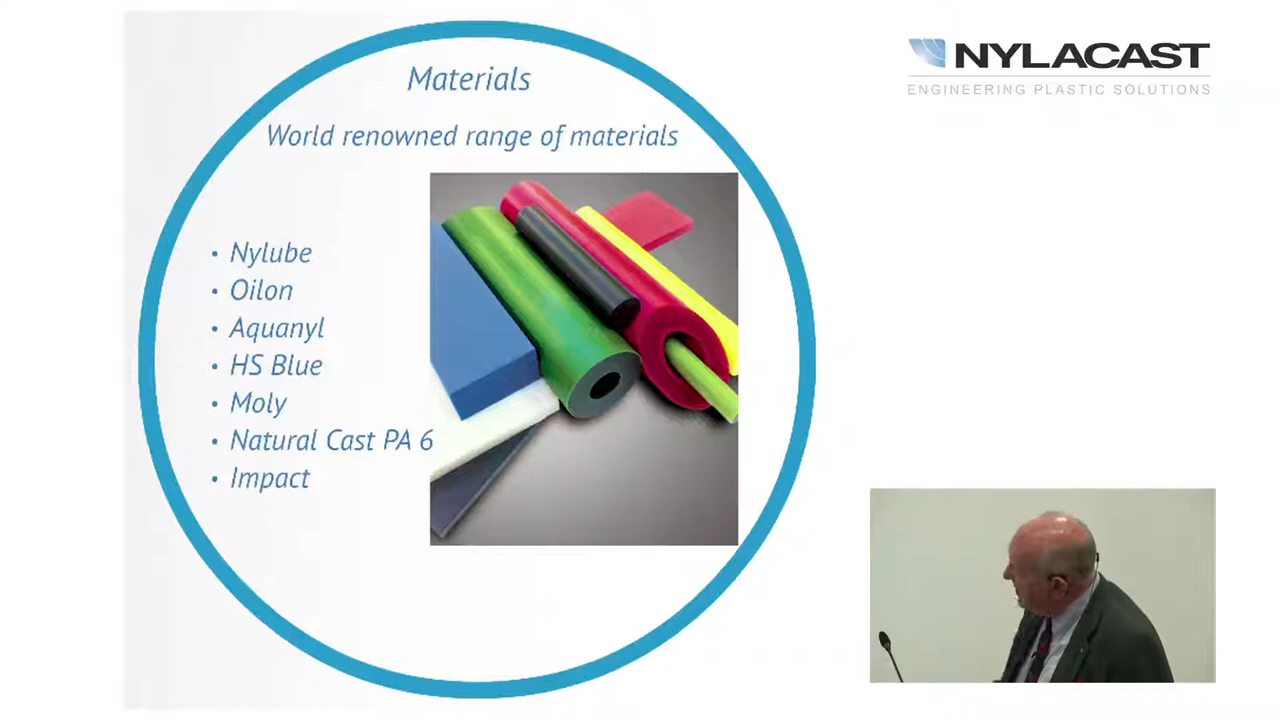 Materials
World renowned range of materials
• Nylube
• Oilon
• Aquanyl
• HS Blue
• Moly
• Natural Cast PA 6
• Impact
NYLACAST
ENGINEERING PLASTIC SOLUTIONS